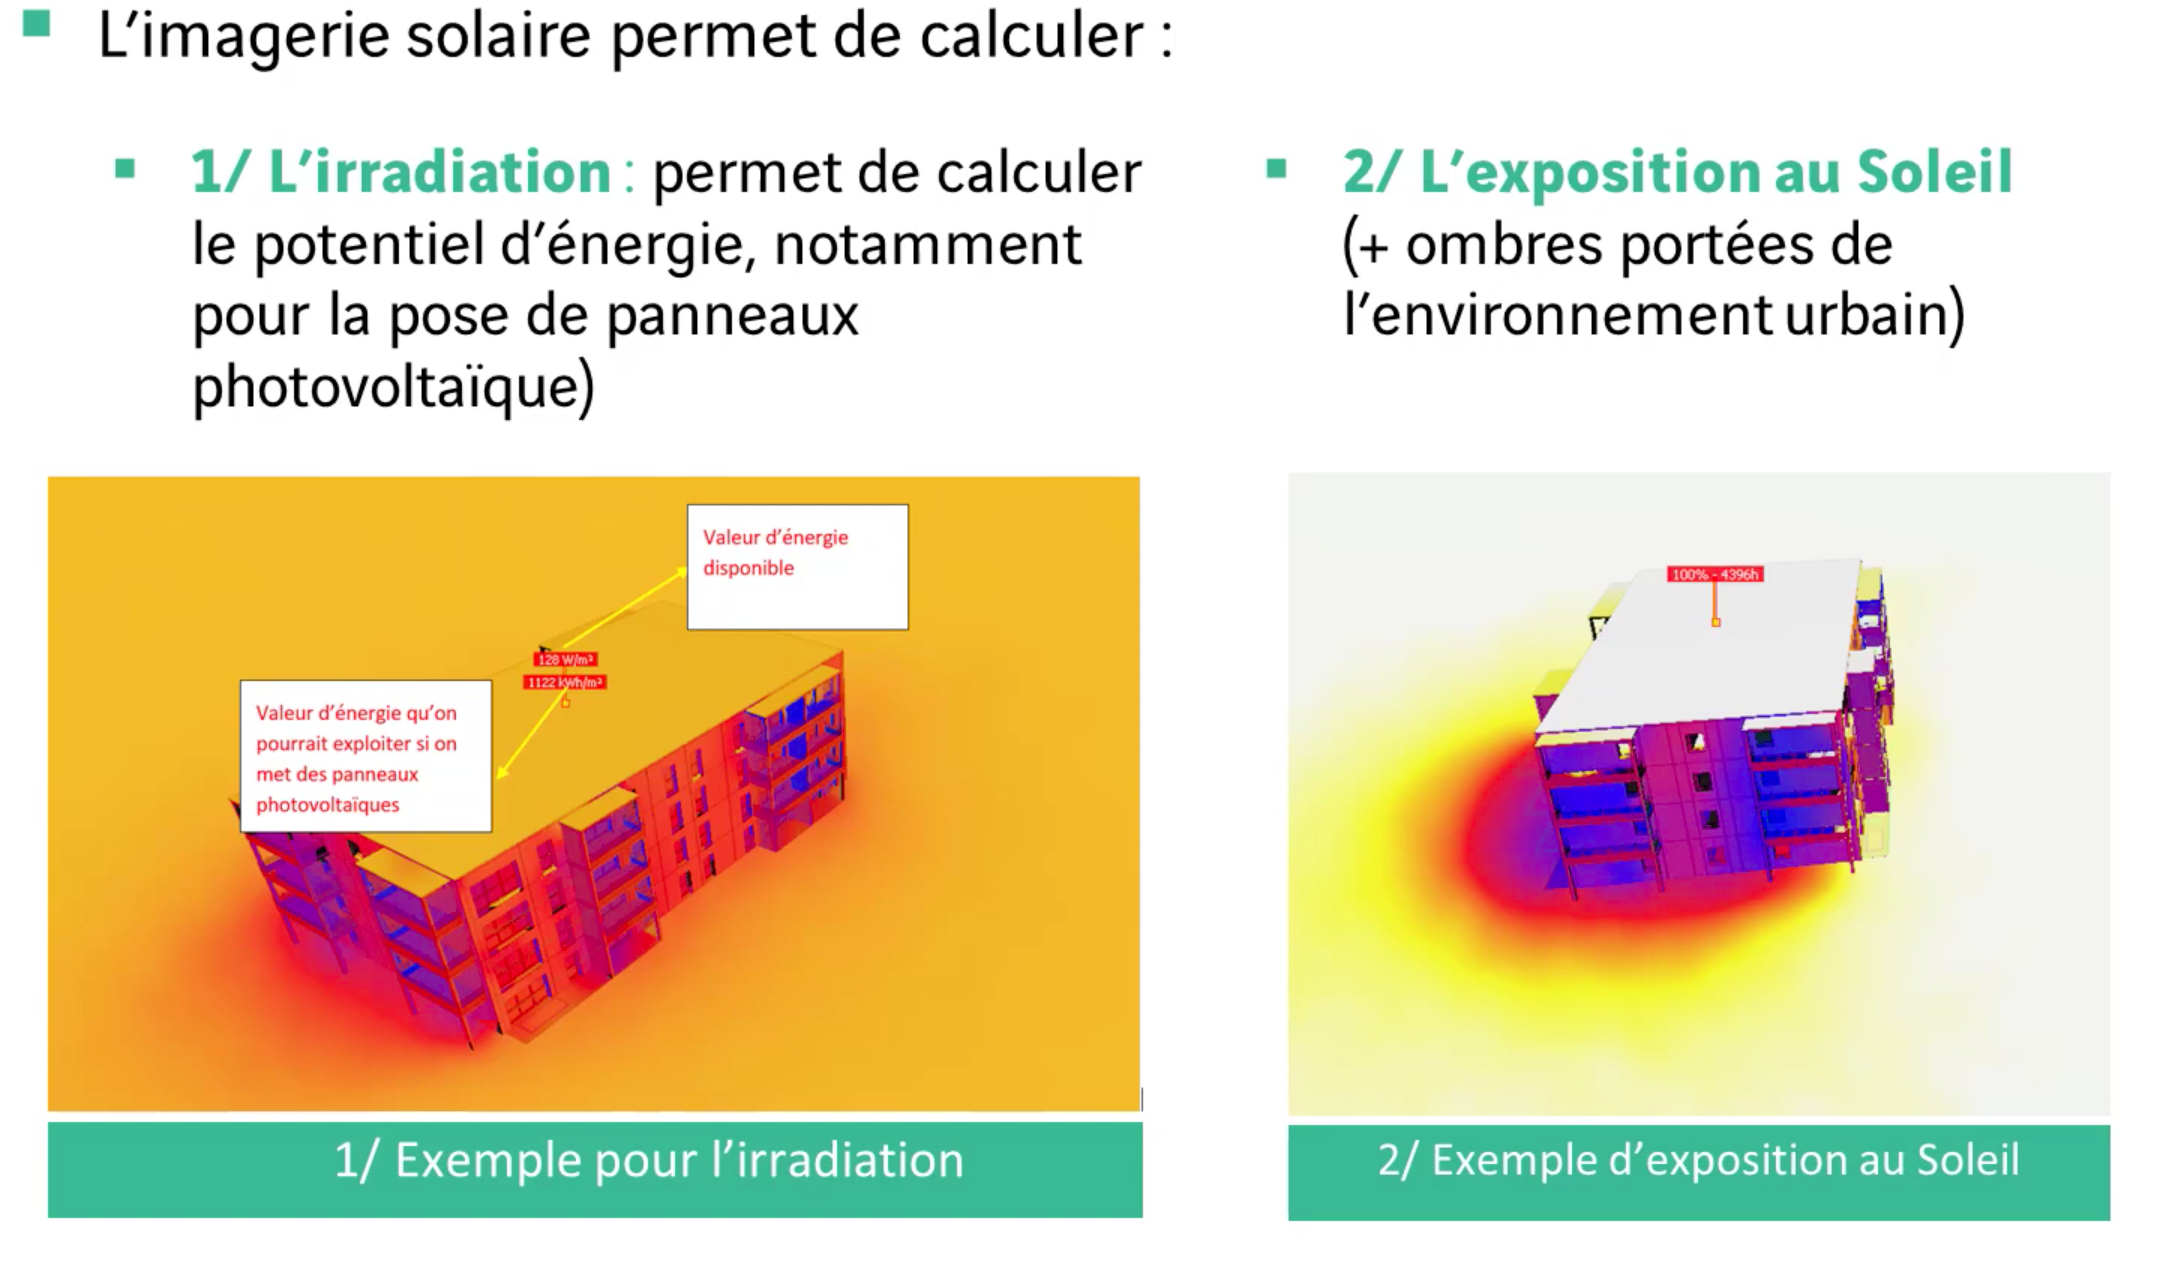 L'imagerie solaire permet de calculer :
1/ L'irradiation : permet de calculer
le potentiel d'énergie, notamment
pour la pose de panneaux
photovoltaïque)
2/ L'exposition au Soleil
(+ ombres portées de
l'environnement urbain)
Valeur d'énergie
disponible
128 W/m²
1122 kWh/m²
Valeur d'énergie qu'on
pourrait exploiter si on
met des panneaux
photovoltaïques
100% - 4396h
1/ Exemple pour l'irradiation
2/ Exemple d'exposition au Soleil